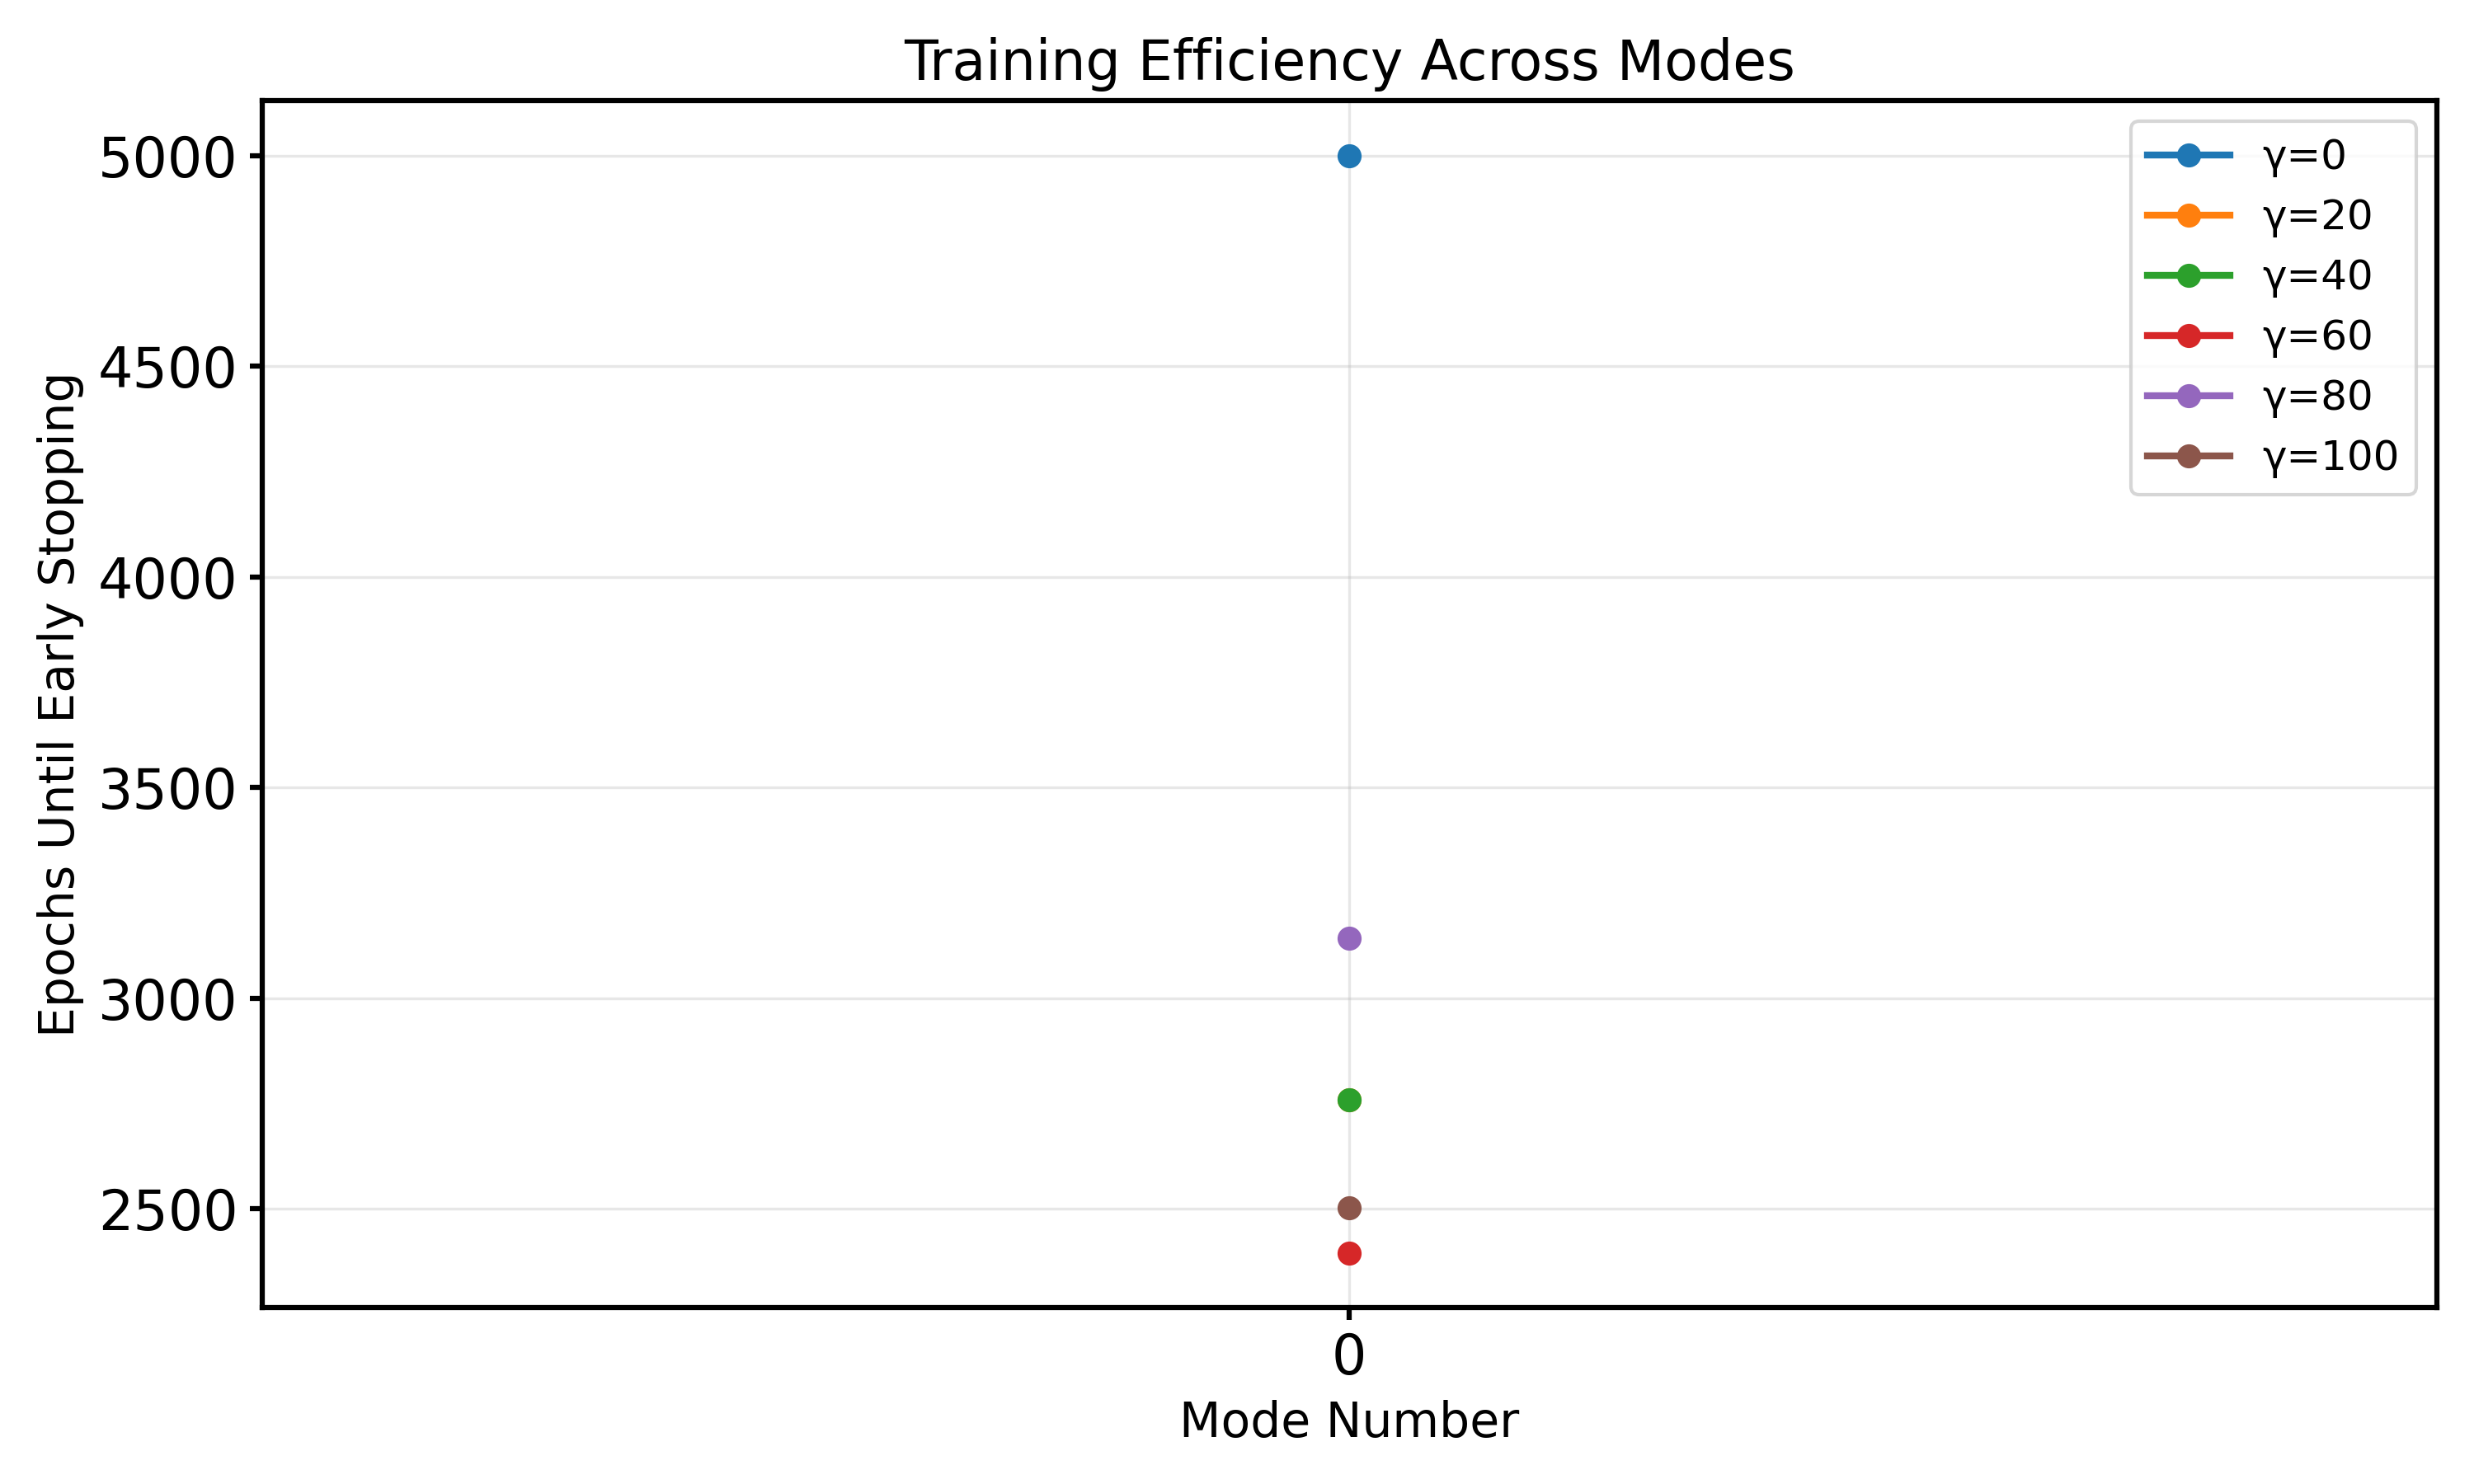 Training Efficiency Across Modes
Epochs Until Early Stopping
5000
4500
4000
3500
3000
2500
0
Mode Number
γ=0
γ=20
γ=40
γ=60
γ=80
γ=100